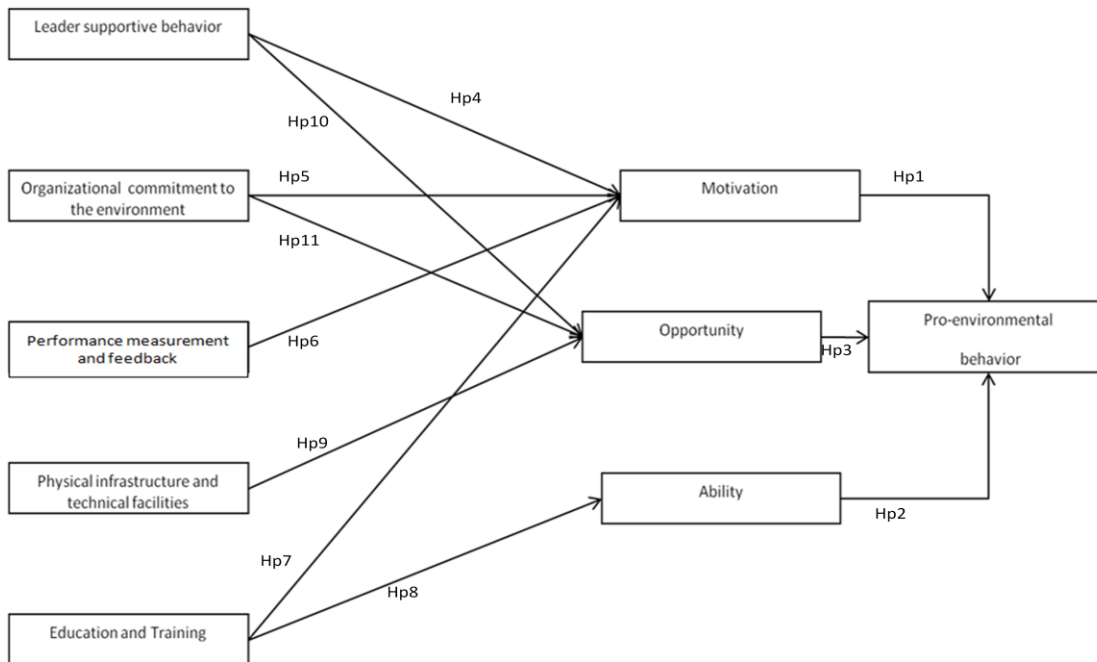 Leader supportive behavior
Hp4
Hp10
Organizational commitment to
the environment
Hp5
Motivation
Hp1
Hp11
Performance measurement
and feedback
Hp6
Opportunity
Hp3
Pro-environmental
behavior
Hp9
Physical infrastructure and
technical facilities
Ability
Hp2
Hp7
Hp8
Education and Training